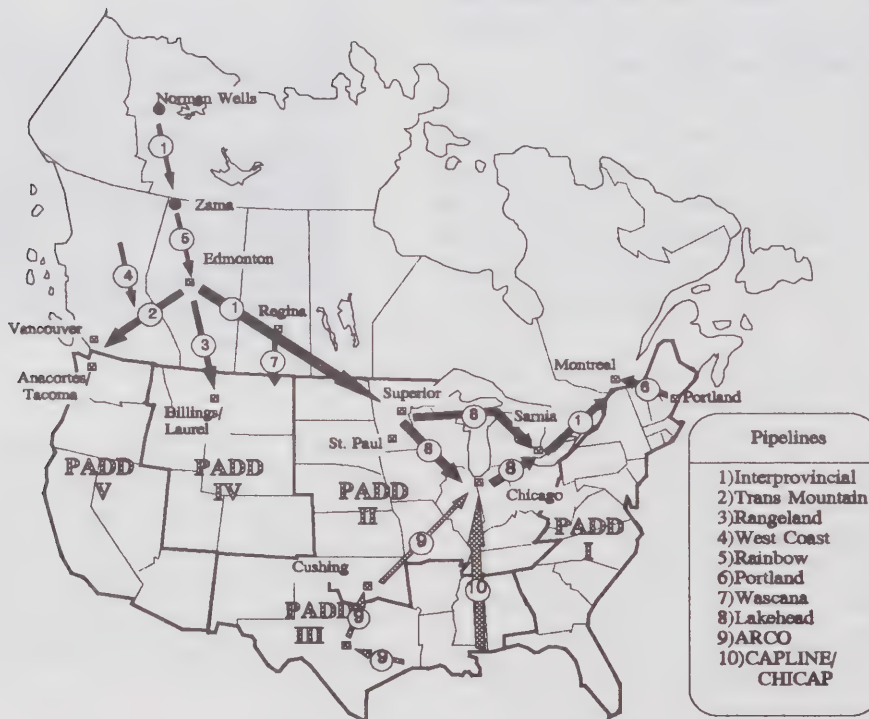 Norman Wells
1
Zama
5
Edmonton
4
2
1
Regina
Vancouver
3
7
Montreal
6
Portland
Anacortes/
Tacoma
Billings/
Laurel
Superior
8
Sarnia
1
St. Paul
8
8
Chicago
PADD
V
PADD
IV
PADD
II
PADD
I
9
Cushing
10
PADD
III
9
9
Pipelines
1)Interprovincial
2)Trans Mountain
3)Rangeland
4)West Coast
5)Rainbow
6)Portland
7)Wascana
8)Lakehead
9)ARCO
10)CAPLINE/
CHICAP